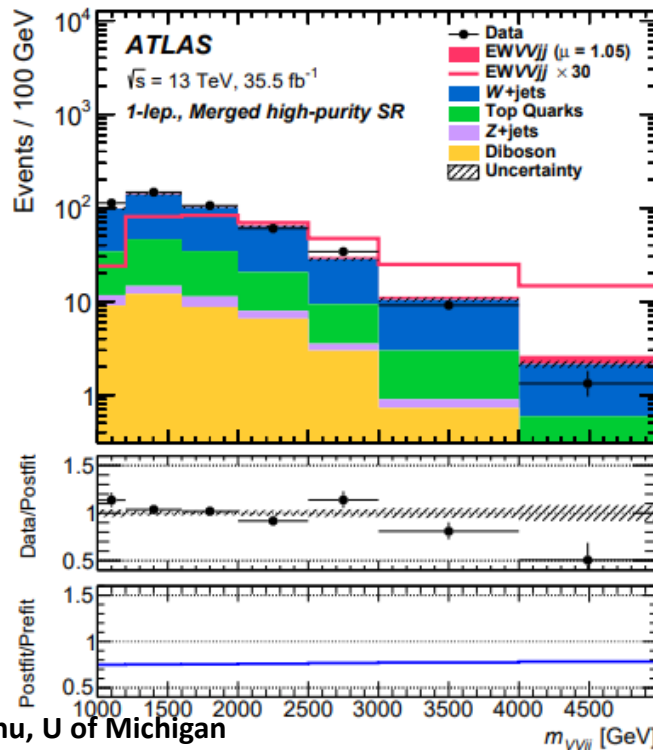 10⁴
10³
10²
10
1
Events / 100 GeV
ATLAS
√s = 13 TeV, 35.5 fb⁻¹
1-lep., Merged high-purity SR
Data
EWVVjj (μ = 1.05)
EWVVjj × 30
W+jets
Top Quarks
Z+jets
Diboson
Uncertainty
Data/Postfit
1.5
1
0.5
Postfit/Prefit
1.5
1
0.5
1000 1500 2000 2500 3000 3500 4000 4500
m_VVjj [GeV]
U of Michigan